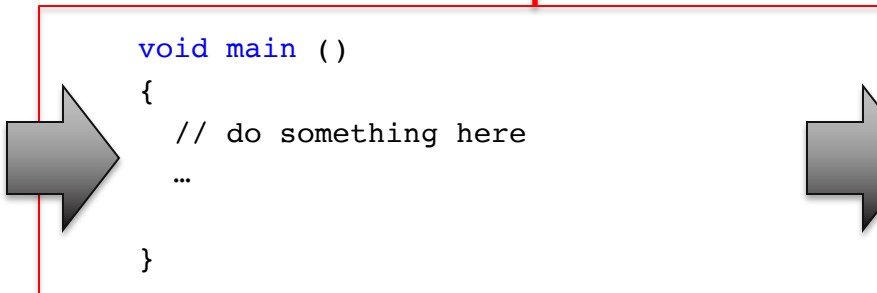 void main ()
{
// do something here
…
}